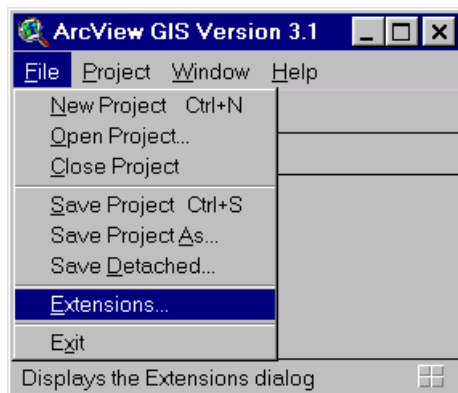 ArcView GIS Version 3.1
File Project Window Help
New Project Ctrl+N
Open Project...
Close Project
Save Project Ctrl+S
Save Project As...
Save Detached...
Extensions...
Exit
Displays the Extensions dialog